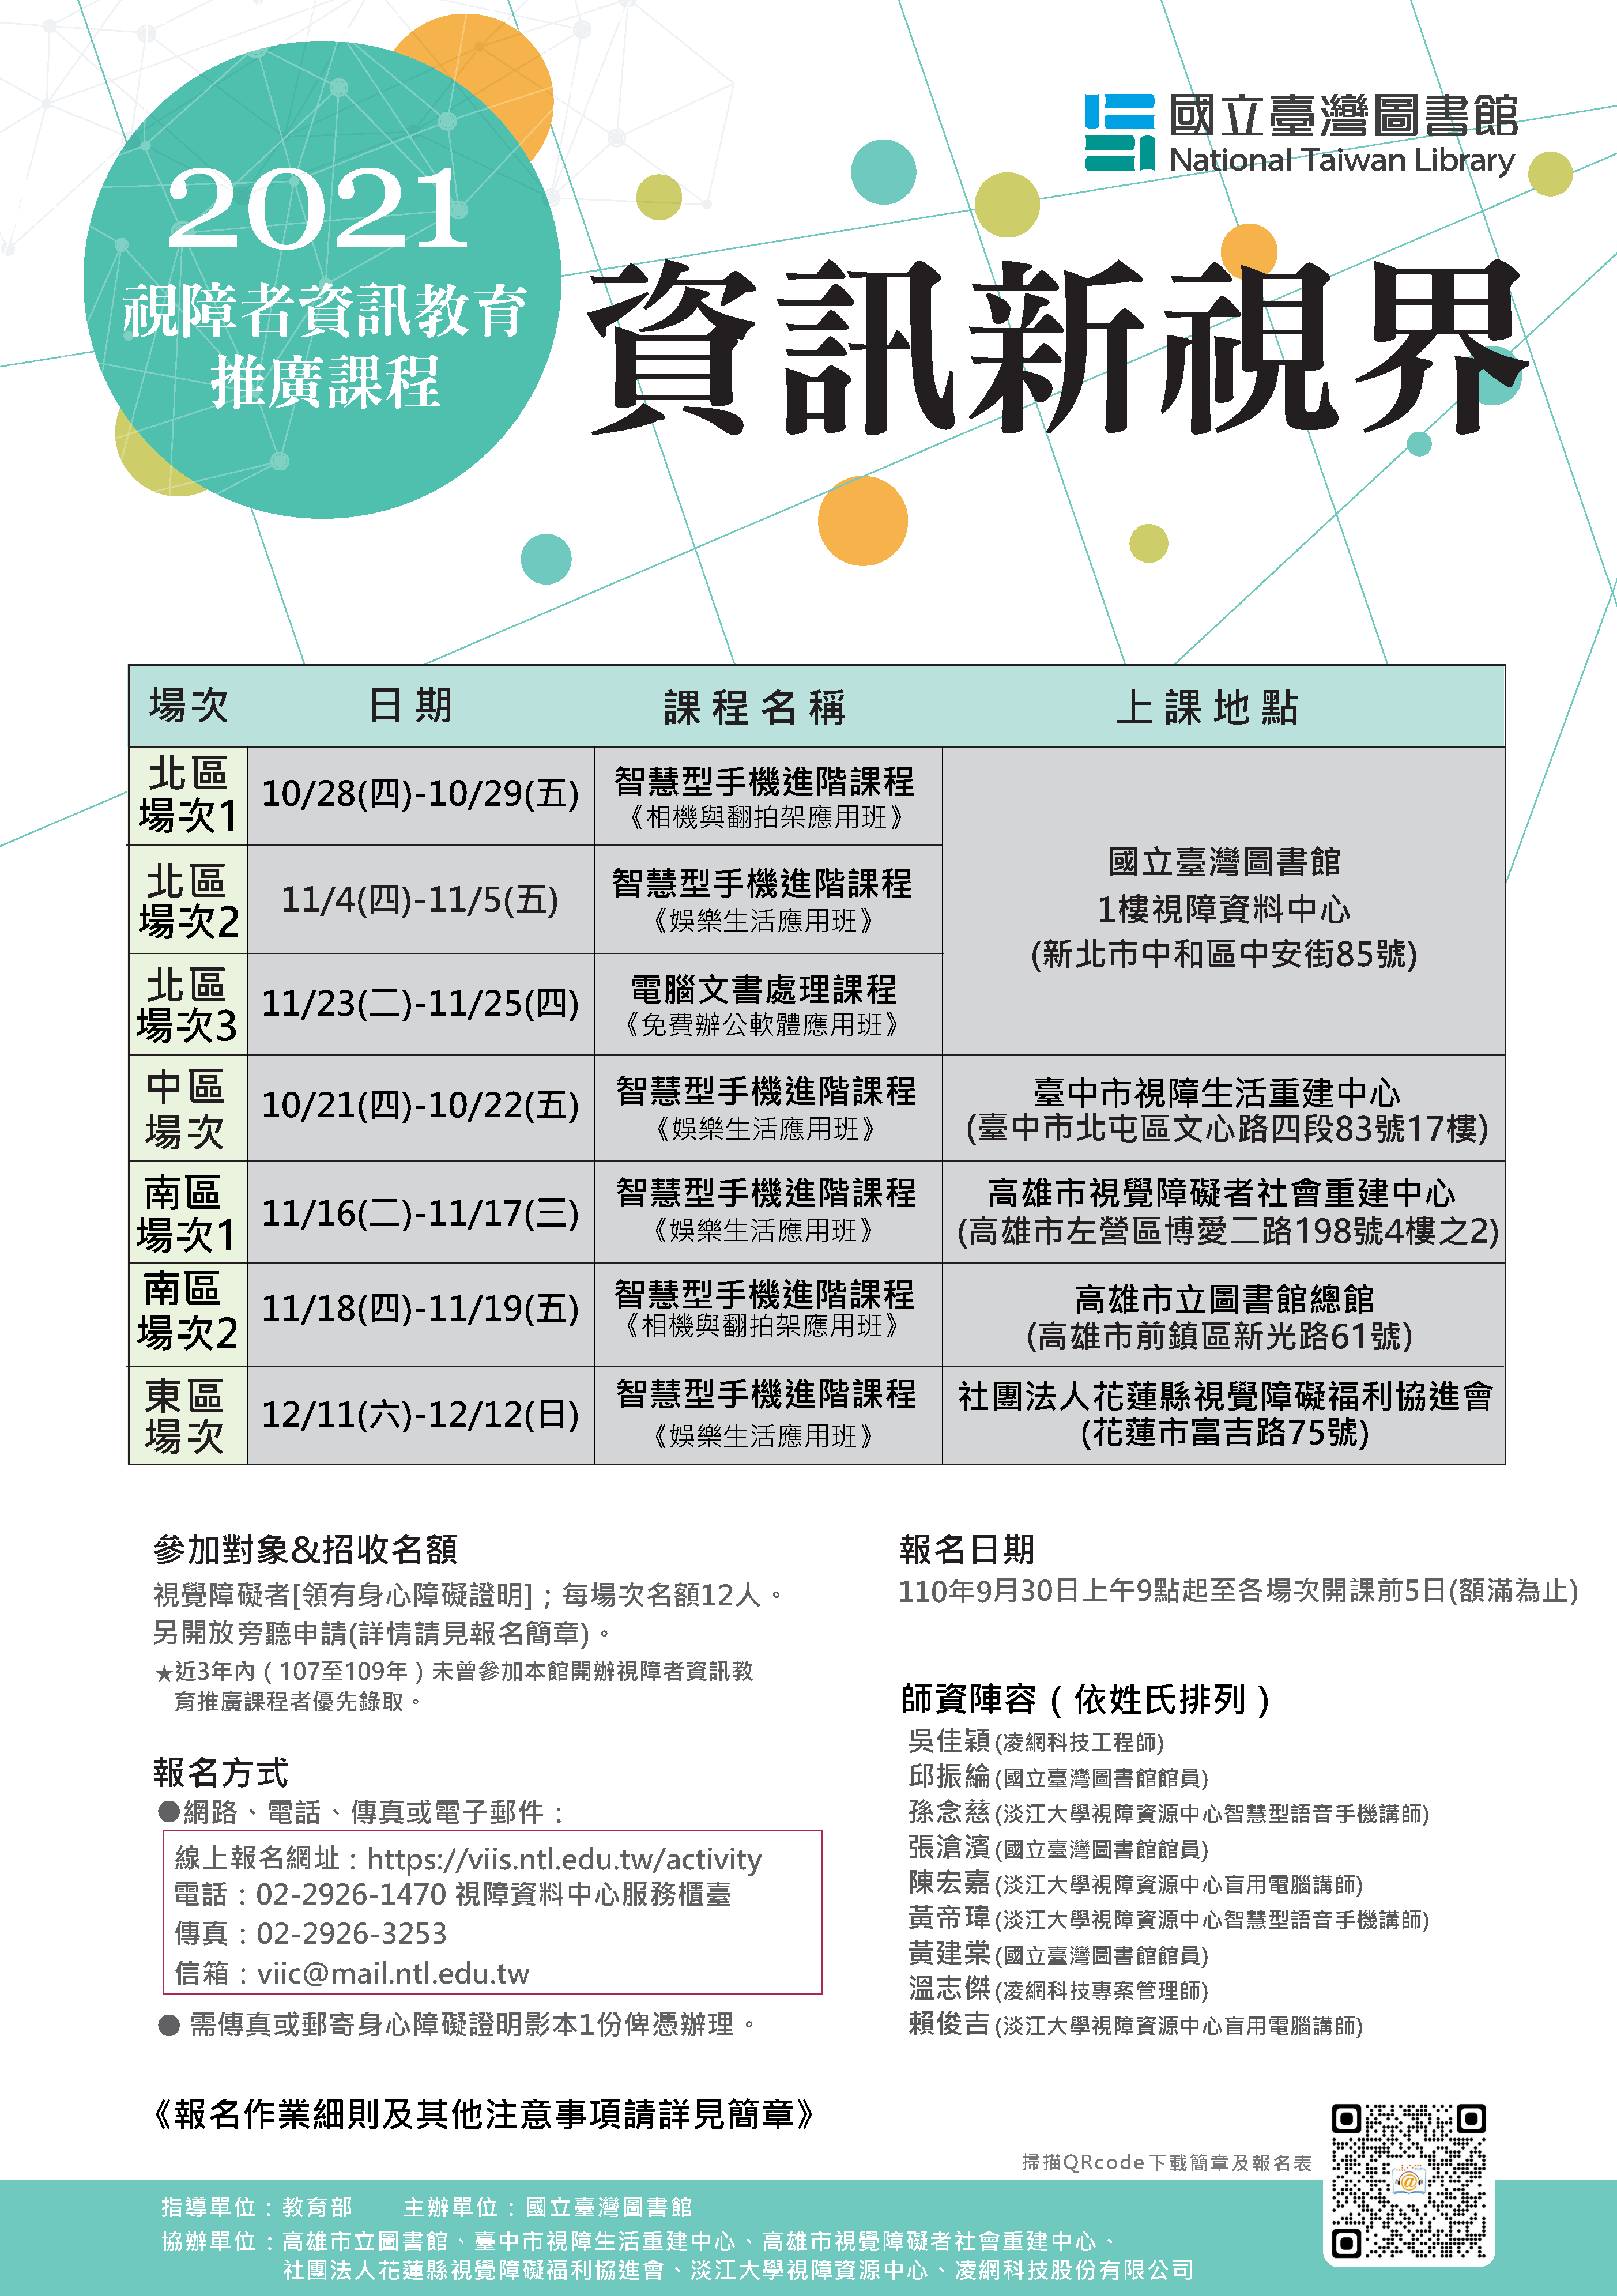 國立臺灣圖書館
National Taiwan Library
2021
視障者資訊教育
推廣課程
資訊新視界
場次 日期 課程名稱 上課地點
北區
場次1
10/28(四)-10/29(五)
智慧型手機進階課程
《相機與翻拍架應用班》
北區
場次2
11/4(四)-11/5(五)
智慧型手機進階課程
《娛樂生活應用班》
北區
場次3
11/23(二)-11/25(四)
電腦文書處理課程
《免費辦公軟體應用班》
國立臺灣圖書館
1樓視障資料中心
(新北市中和區中安街85號)
中區
場次
10/21(四)-10/22(五)
智慧型手機進階課程
《娛樂生活應用班》
臺中市視障生活重建中心
(臺中市北屯區文心路四段83號17樓)
南區
場次1
11/16(二)-11/17(三)
智慧型手機進階課程
《娛樂生活應用班》
高雄市視覺障礙者社會重建中心
(高雄市左營區博愛二路198號4樓之2)
南區
場次2
11/18(四)-11/19(五)
智慧型手機進階課程
《相機與翻拍架應用班》
高雄市立圖書館總館
(高雄市前鎮區新光路61號)
東區
場次
12/11(六)-12/12(日)
智慧型手機進階課程
《娛樂生活應用班》
社團法人花蓮縣視覺障礙福利協進會
(花蓮市富吉路75號)
參加對象&招收名額
視覺障礙者[領有身心障礙證明]；每場次名額12人。
另開放旁聽申請(詳情請見報名簡章)。
★近3年內（107至109年）未曾參加本館開辦視障者資訊教
育推廣課程者優先錄取。
報名方式
●網路、電話、傳真或電子郵件：
線上報名網址：https://viis.ntl.edu.tw/activity
電話：02-2926-1470 視障資料中心服務櫃臺
傳真：02-2926-3253
信箱：viic@mail.ntl.edu.tw
● 需傳真或郵寄身心障礙證明影本1份俾憑辦理。
報名日期
110年9月30日上午9點起至各場次開課前5日(額滿為止)
師資陣容（依姓氏排列）
吳佳穎(凌網科技工程師)
邱振綸(國立臺灣圖書館館員)
孫念慈(淡江大學視障資源中心智慧型語音手機講師)
張滄濱(國立臺灣圖書館館員)
陳宏嘉(淡江大學視障資源中心盲用電腦講師)
黃帝瑋(淡江大學視障資源中心智慧型語音手機講師)
黃建棠(國立臺灣圖書館館員)
溫志傑(凌網科技專案管理師)
賴俊吉(淡江大學視障資源中心盲用電腦講師)
《報名作業細則及其他注意事項請詳見簡章》
掃描QRcode下載簡章及報名表
指導單位：教育部 主辦單位：國立臺灣圖書館
協辦單位：高雄市立圖書館、臺中市視障生活重建中心、高雄市視覺障礙者社會重建中心、
社團法人花蓮縣視覺障礙福利協進會、淡江大學視障資源中心、凌網科技股份有限公司